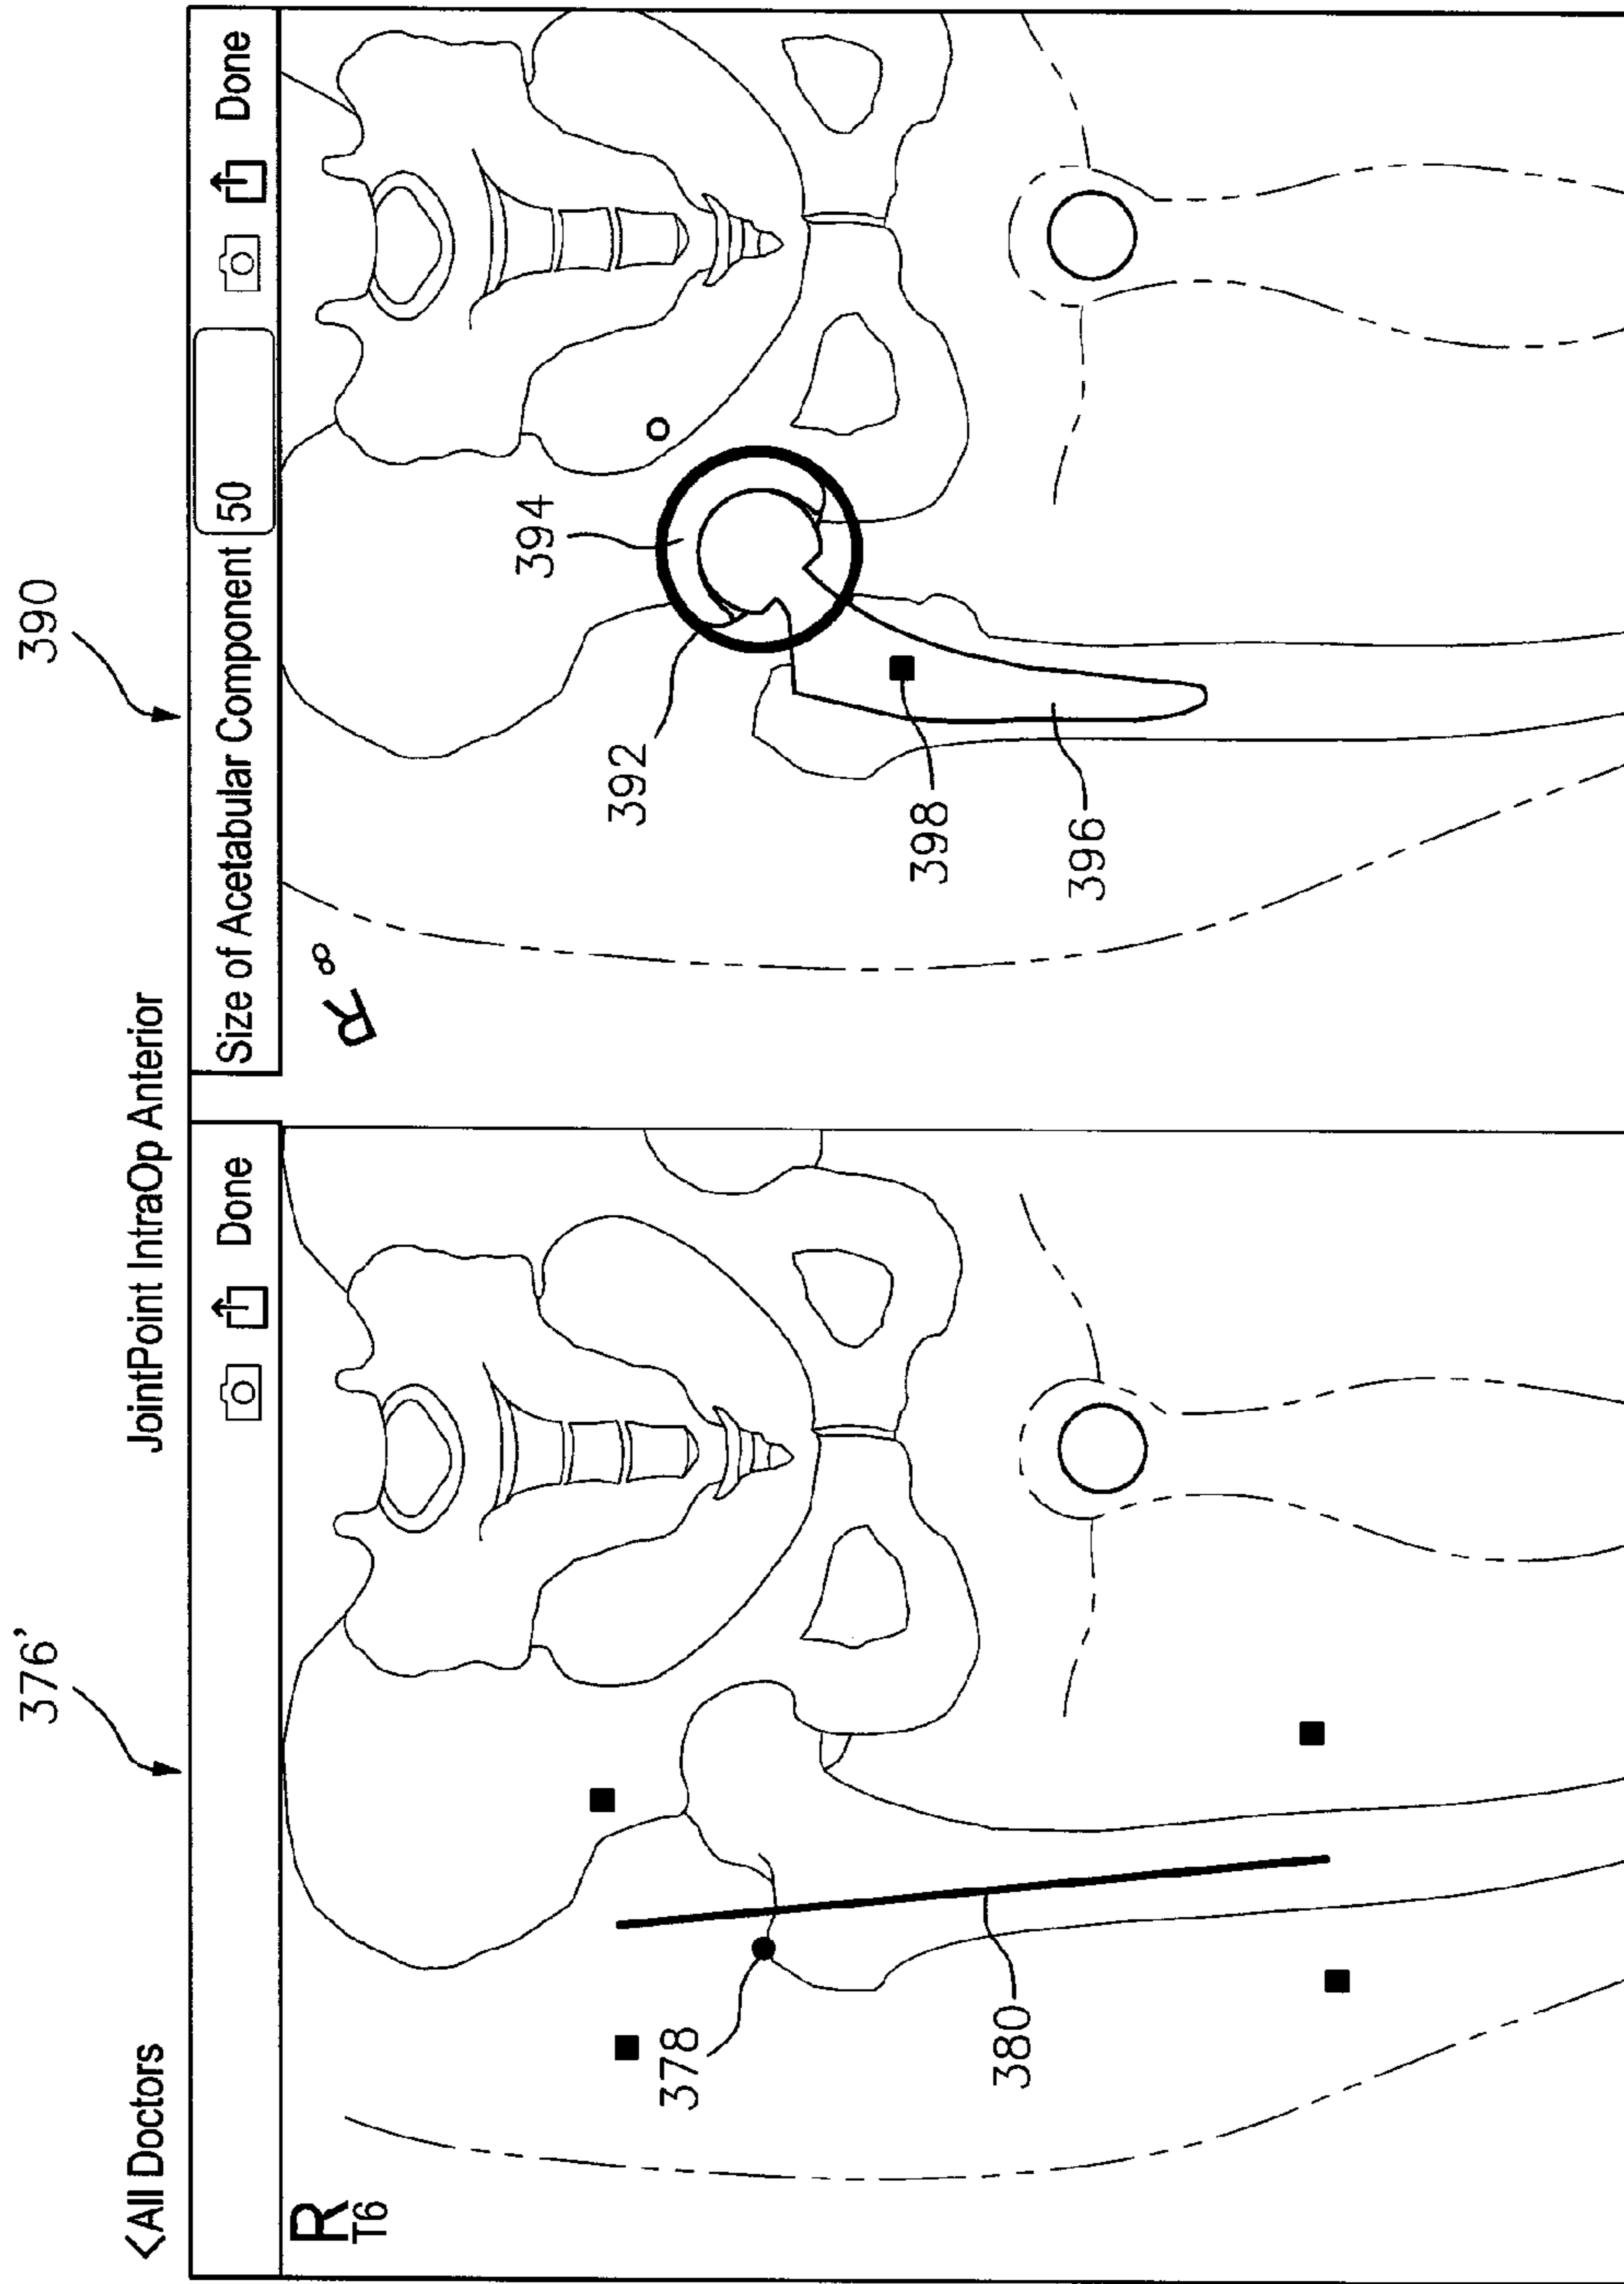 376’
390
<All Doctors
JointPoint IntraOp Anterior
Done
Size of Acetabular Component 50
Done
R
T6
R
8
378
380
394
392
398
396